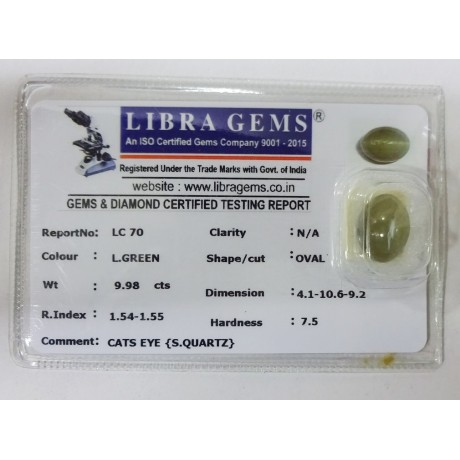 LIBRA GEMS®
An ISO Certified Gems Company 9001 - 2015
Registered Under the Trade Marks with Govt. of India
website : www.libragems.co.in
GEMS & DIAMOND CERTIFIED TESTING REPORT
ReportNo: LC 70 Clarity : N/A
Colour : L.GREEN Shape/cut : OVAL
Wt : 9.98 cts Dimension : 4.1-10.6-9.2
R.Index : 1.54-1.55 Hardness : 7.5
Comment: CATS EYE {S.QUARTZ}